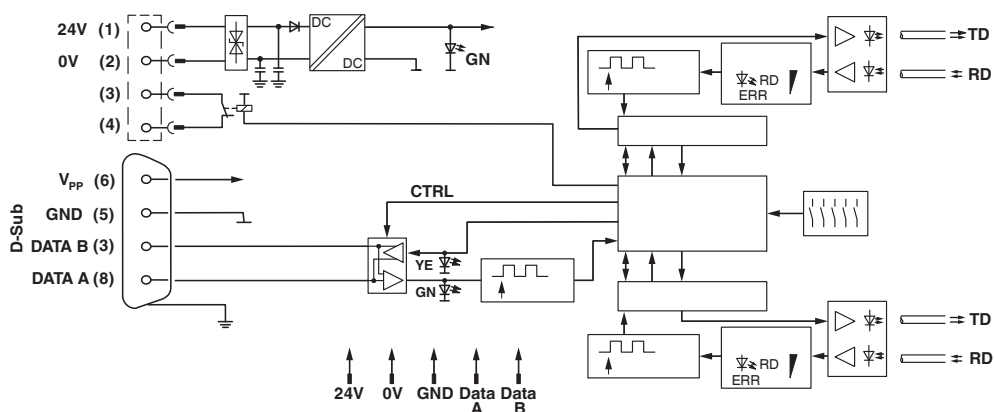 24V (1)
0V (2)
(3)
(4)
DC
DC
GN
D-Sub
VPP (6)
GND (5)
DATA B (3)
DATA A (8)
CTRL
YE
GN
RD
ERR
TD
RD
RD
ERR
TD
RD
24V 0V GND Data A Data B